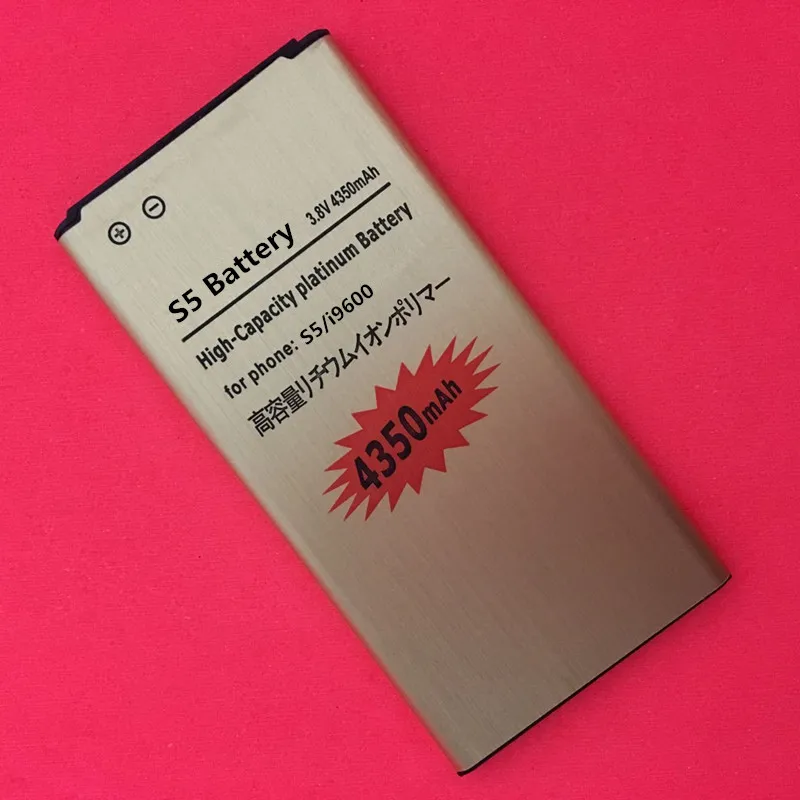 ⊕ ⊖
S5 Battery 3.8V 4350mAh
High-Capacity platinum Battery
for phone: S5/i9600
高容量リチウムイオンポリマー
4350mAh